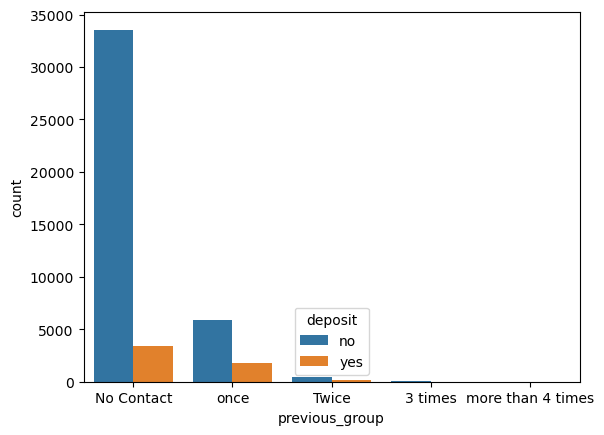 35000
30000
25000
20000
15000
10000
5000
0
count
deposit
no
yes
No Contact once Twice 3 times more than 4 times
previous_group